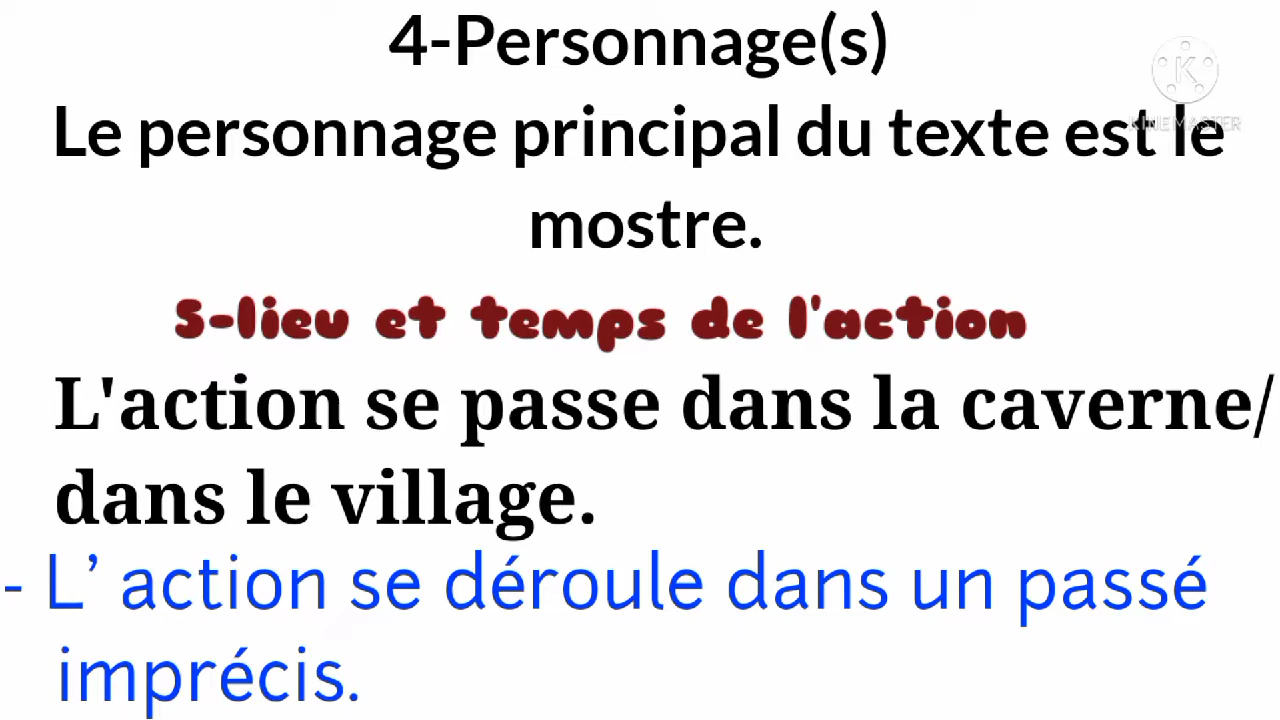 4-Personnage(s)
Le personnage principal du texte est le
mostre.
5-lieu et temps de l'action
L'action se passe dans la caverne/
dans le village.
- L’ action se déroule dans un passé
imprécis.
K
KINEMASTER